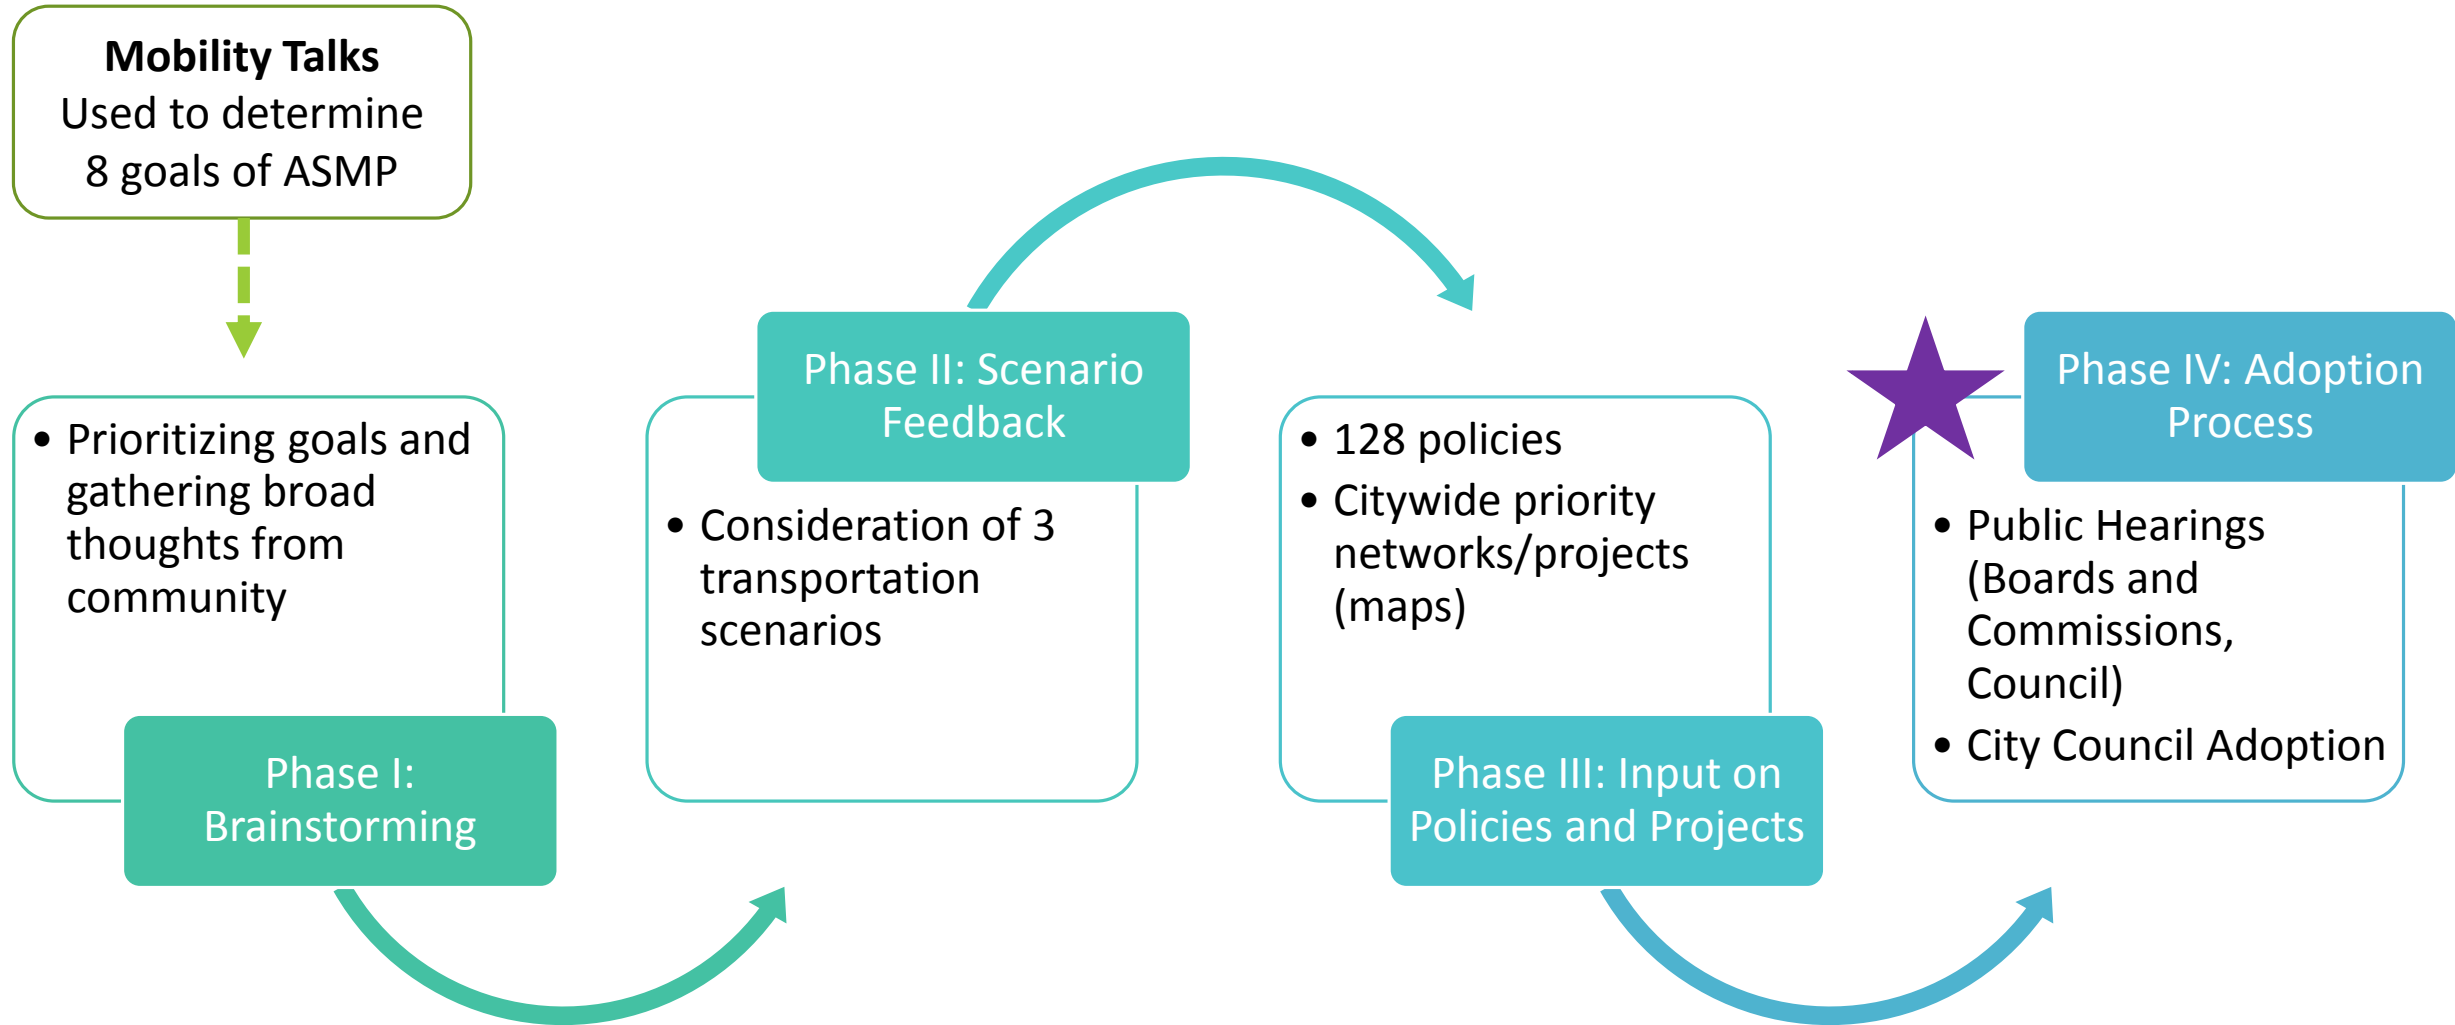 Mobility Talks
Used to determine
8 goals of ASMP
• Prioritizing goals and
gathering broad
thoughts from
community
Phase I:
Brainstorming
Phase II: Scenario
Feedback
• Consideration of 3
transportation
scenarios
• 128 policies
• Citywide priority
networks/projects
(maps)
Phase III: Input on
Policies and Projects
Phase IV: Adoption
Process
• Public Hearings
(Boards and
Commissions,
Council)
• City Council Adoption